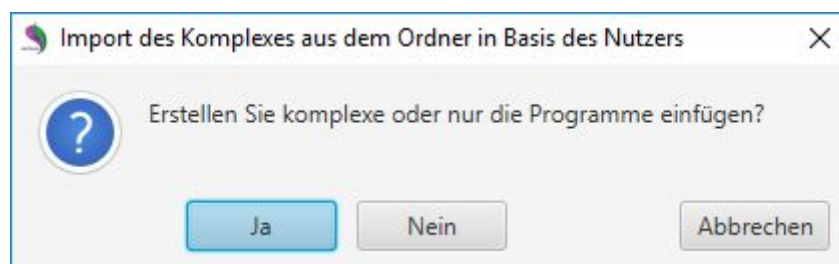 Import des Komplexes aus dem Ordner in Basis des Nutzers
Erstellen Sie komplexe oder nur die Programme einfügen?
Ja Nein Abbrechen